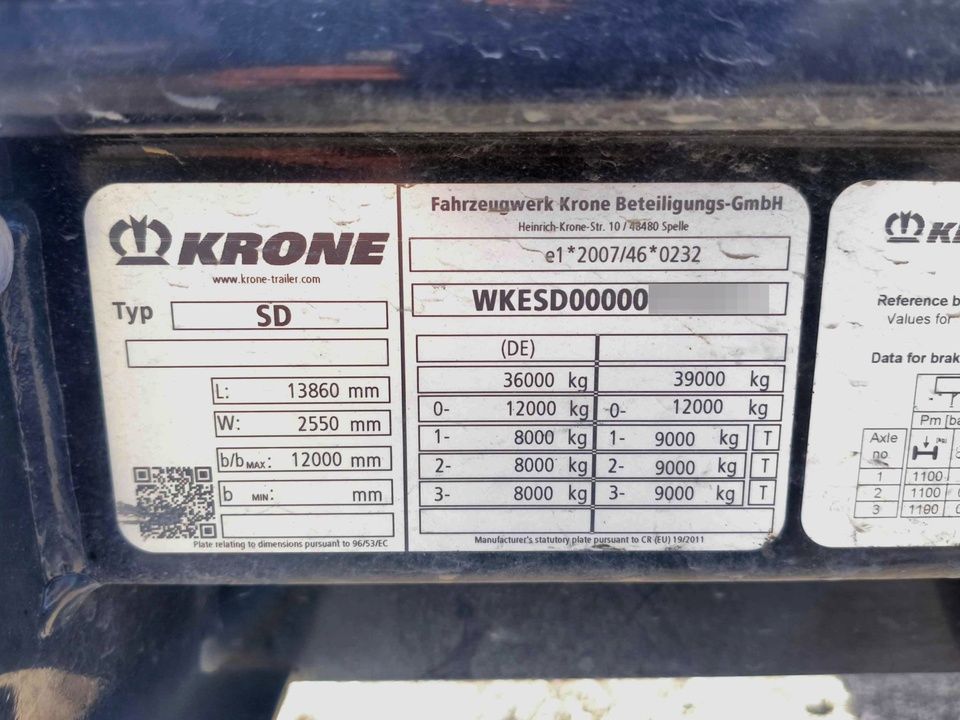 KRONE
www.krone-trailer.com
Typ SD
L: 13860 mm
W: 2550 mm
b/b MAX: 12000 mm
b MIN: mm
Plate relating to dimensions pursuant to 96/53/EC
Fahrzeugwerk Krone Beteiligungs-GmbH
Heinrich-Krone-Str. 10 / 48480 Spelle
e1*2007/46*0232
WKESD00000
(DE)
36000 kg 39000 kg
0- 12000 kg -0- 12000 kg
1- 8000 kg 1- 9000 kg T
2- 8000 kg 2- 9000 kg T
3- 8000 kg 3- 9000 kg T
Manufacturer's statutory plate pursuant to CR (EU) 19/2011
Reference
Values for
Data for
Pm
Axle
no
1 1100
2 1100
3 1100